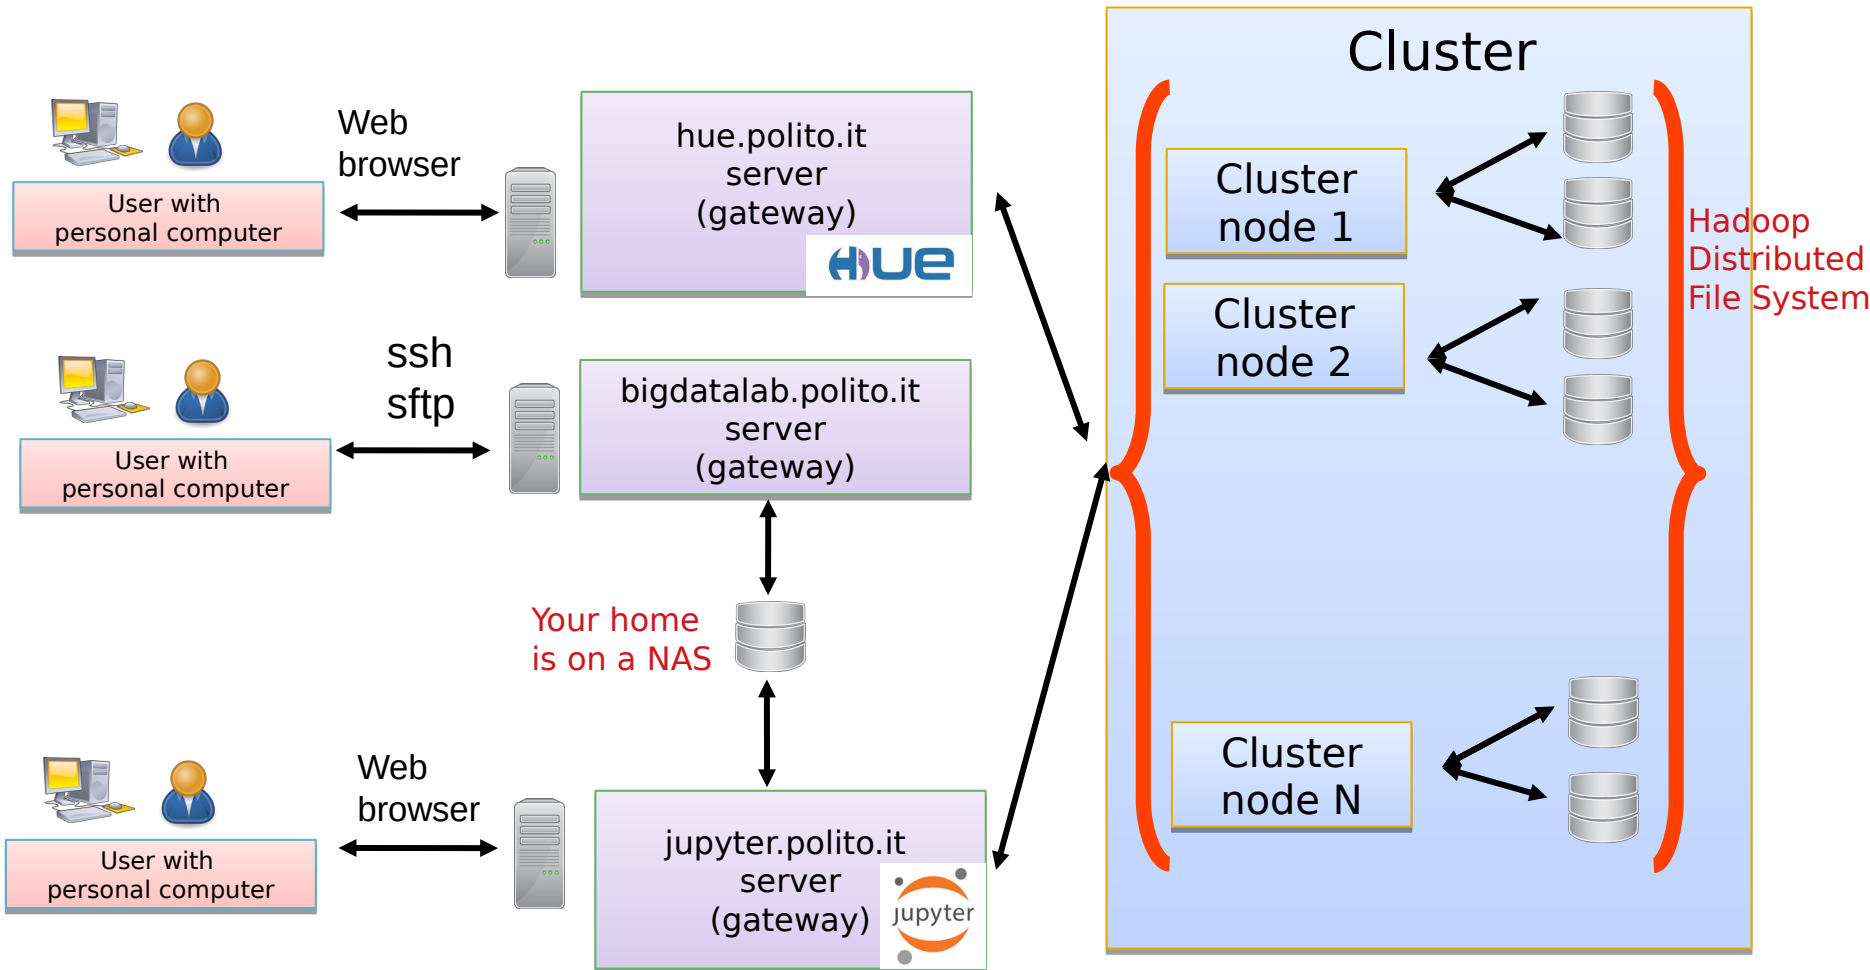 Cluster
Web
browser
hue.polito.it
server
(gateway)
HUE
User with
personal computer
Cluster
node 1
Hadoop
Distributed
File System
Cluster
node 2
ssh
sftp
bigdatalab.polito.it
server
(gateway)
User with
personal computer
Your home
is on a NAS
Cluster
node N
Web
browser
jupyter.polito.it
server
(gateway)
jupyter
User with
personal computer